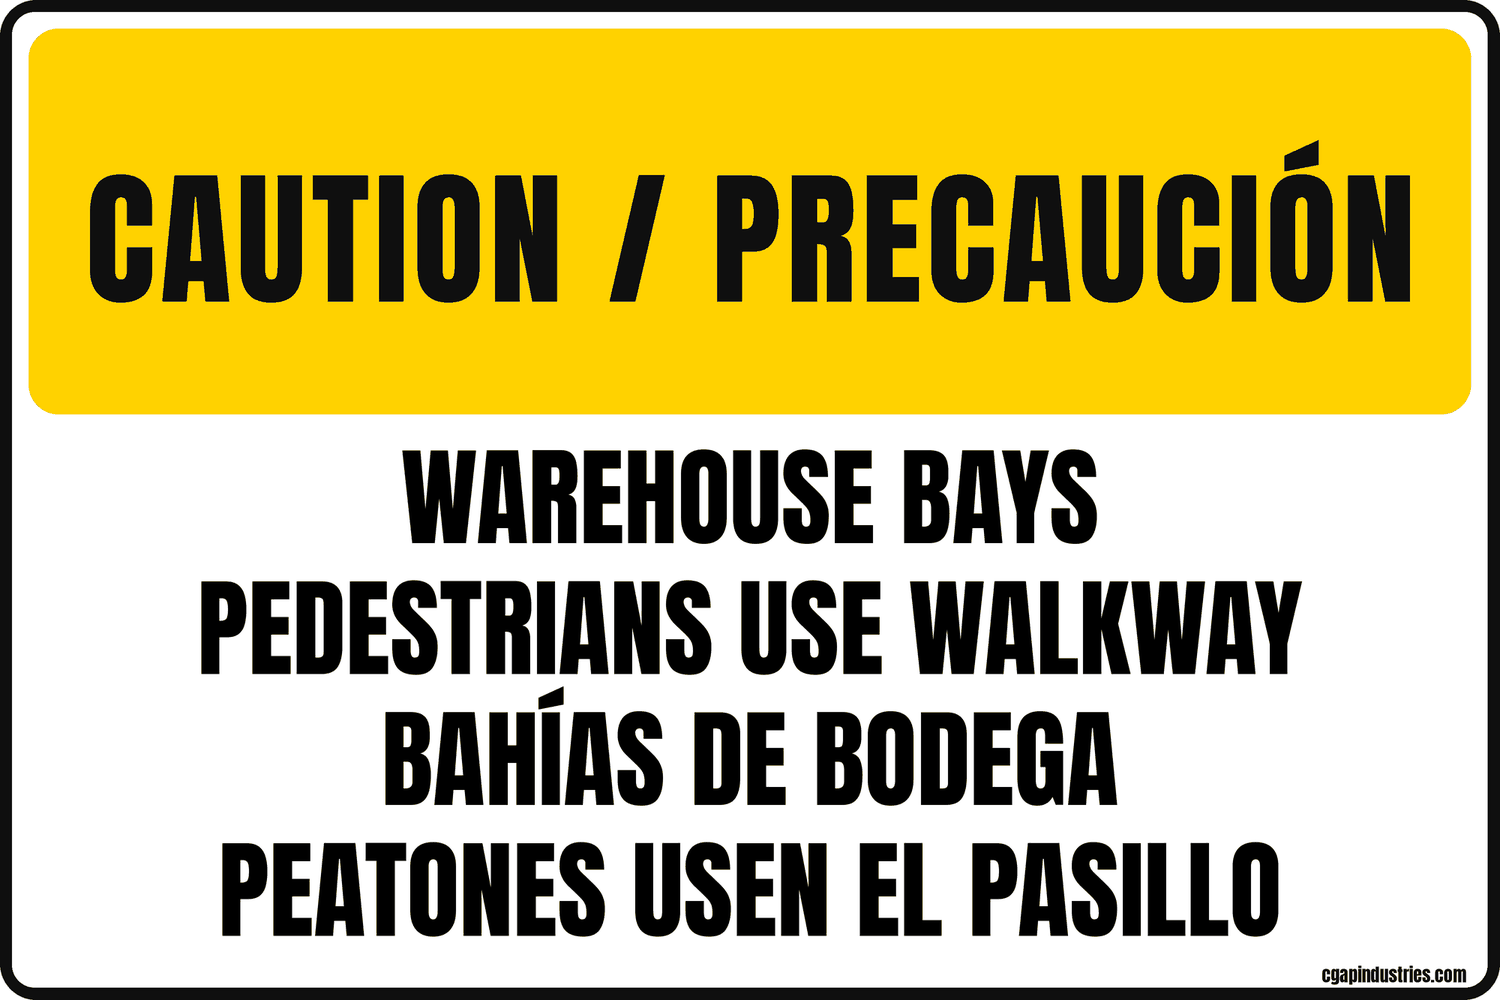 CAUTION / PRECAUCIÓN
WAREHOUSE BAYS
PEDESTRIANS USE WALKWAY
BAHÍAS DE BODEGA
PEATONES USEN EL PASILLO
cgapindustries.com